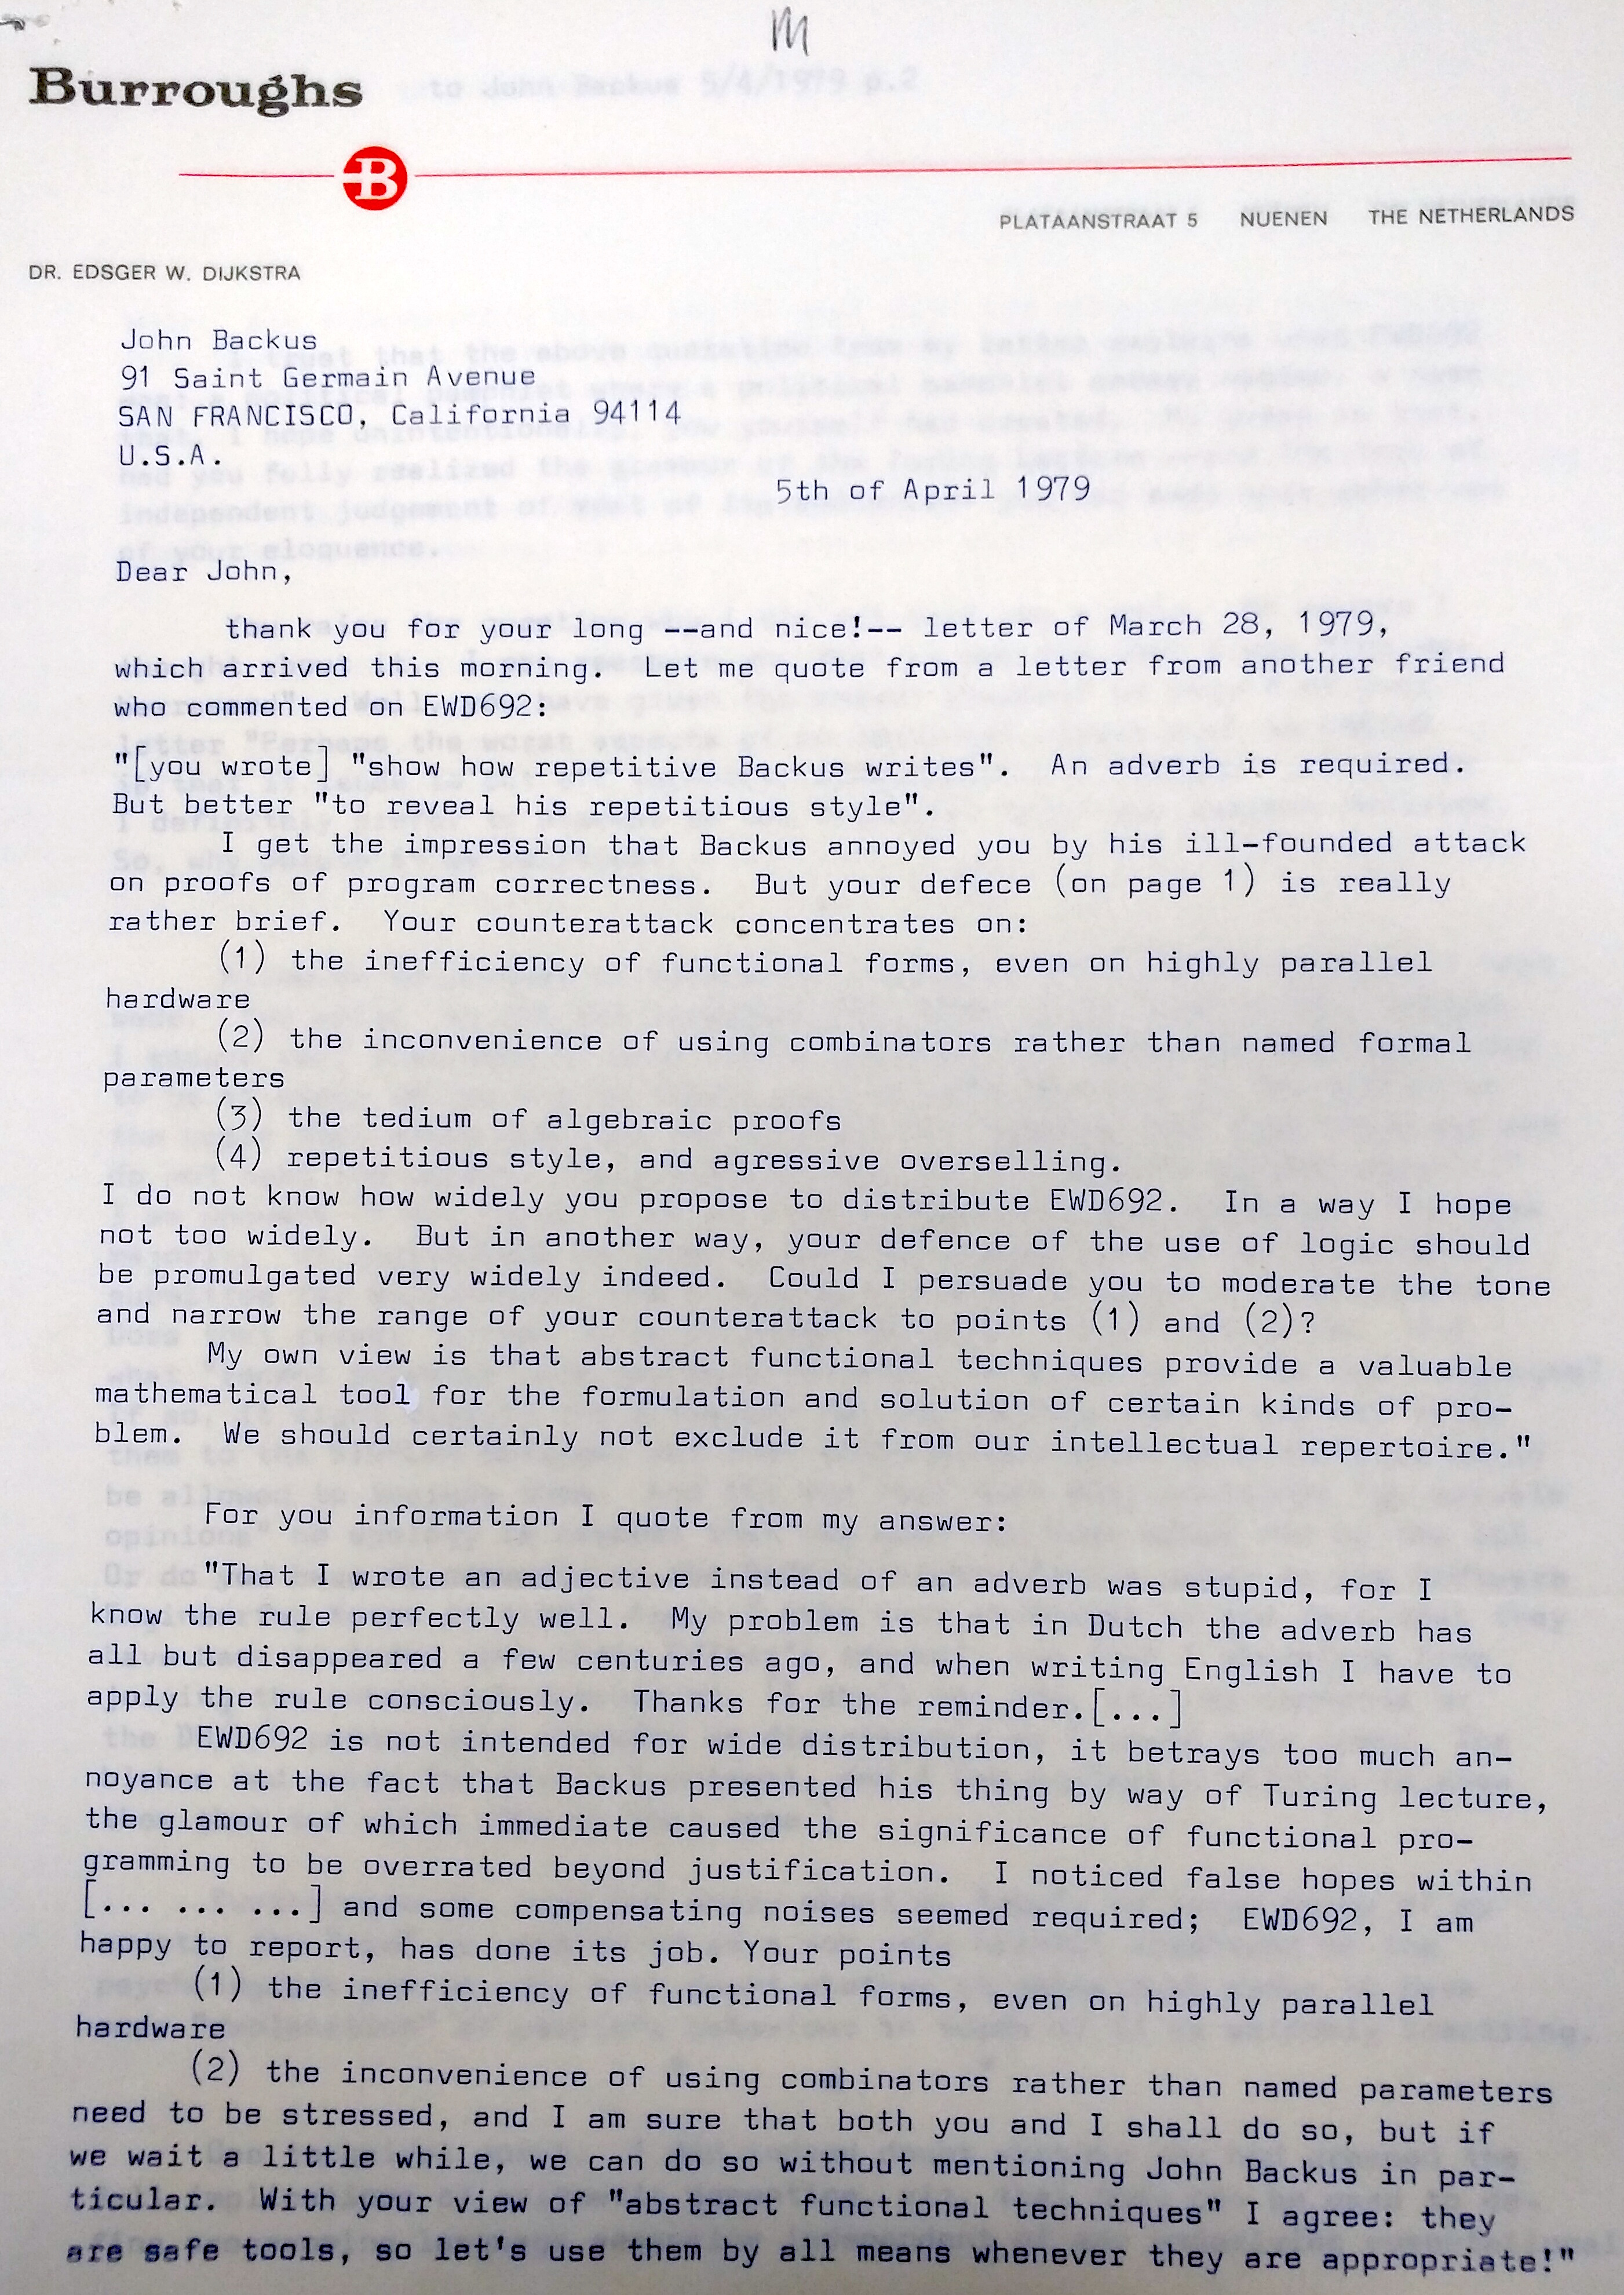 m
Burroughs
B
PLATAANSTRAAT 5 NUENEN THE NETHERLANDS
DR. EDSGER W. DIJKSTRA
John Backus
91 Saint Germain Avenue
SAN FRANCISCO, California 94114
U.S.A.
5th of April 1979
Dear John,
thank you for your long --and nice!-- letter of March 28, 1979,
which arrived this morning. Let me quote from a letter from another friend
who commented on EWD692:
"[you wrote] "show how repetitive Backus writes". An adverb is required.
But better "to reveal his repetitious style".
I get the impression that Backus annoyed you by his ill-founded attack
on proofs of program correctness. But your defece (on page 1) is really
rather brief. Your counterattack concentrates on:
(1) the inefficiency of functional forms, even on highly parallel
hardware
(2) the inconvenience of using combinators rather than named formal
parameters
(3) the tedium of algebraic proofs
(4) repetitious style, and agressive overselling.
I do not know how widely you propose to distribute EWD692. In a way I hope
not too widely. But in another way, your defence of the use of logic should
be promulgated very widely indeed. Could I persuade you to moderate the tone
and narrow the range of your counterattack to points (1) and (2)?
My own view is that abstract functional techniques provide a valuable
mathematical tool for the formulation and solution of certain kinds of pro-
blem. We should certainly not exclude it from our intellectual repertoire."
For you information I quote from my answer:
"That I wrote an adjective instead of an adverb was stupid, for I
know the rule perfectly well. My problem is that in Dutch the adverb has
all but disappeared a few centuries ago, and when writing English I have to
apply the rule consciously. Thanks for the reminder.[...]
EWD692 is not intended for wide distribution, it betrays too much an-
noyance at the fact that Backus presented his thing by way of Turing lecture,
the glamour of which immediate caused the significance of functional pro-
gramming to be overrated beyond justification. I noticed false hopes within
[... ... ...] and some compensating noises seemed required; EWD692, I am
happy to report, has done its job. Your points
(1) the inefficiency of functional forms, even on highly parallel
hardware
(2) the inconvenience of using combinators rather than named parameters
need to be stressed, and I am sure that both you and I shall do so, but if
we wait a little while, we can do so without mentioning John Backus in par-
ticular. With your view of "abstract functional techniques" I agree: they
are safe tools, so let's use them by all means whenever they are appropriate!"